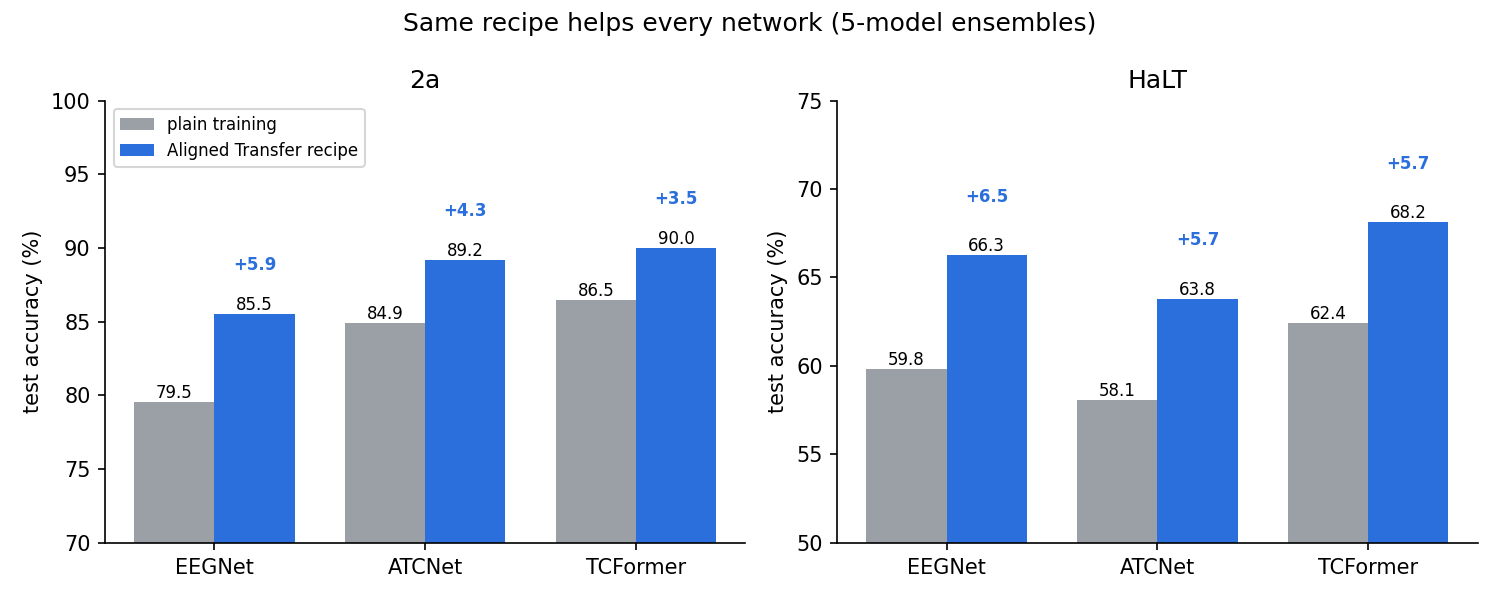 Same recipe helps every network (5-model ensembles)
2a
test accuracy (%)
100
95
90
85
80
75
70
plain training
Aligned Transfer recipe
79.5
85.5
+5.9
84.9
89.2
+4.3
86.5
90.0
+3.5
EEGNet
ATCNet
TCFormer
HaLT
test accuracy (%)
75
70
65
60
55
50
59.8
66.3
+6.5
58.1
63.8
+5.7
62.4
68.2
+5.7
EEGNet
ATCNet
TCFormer